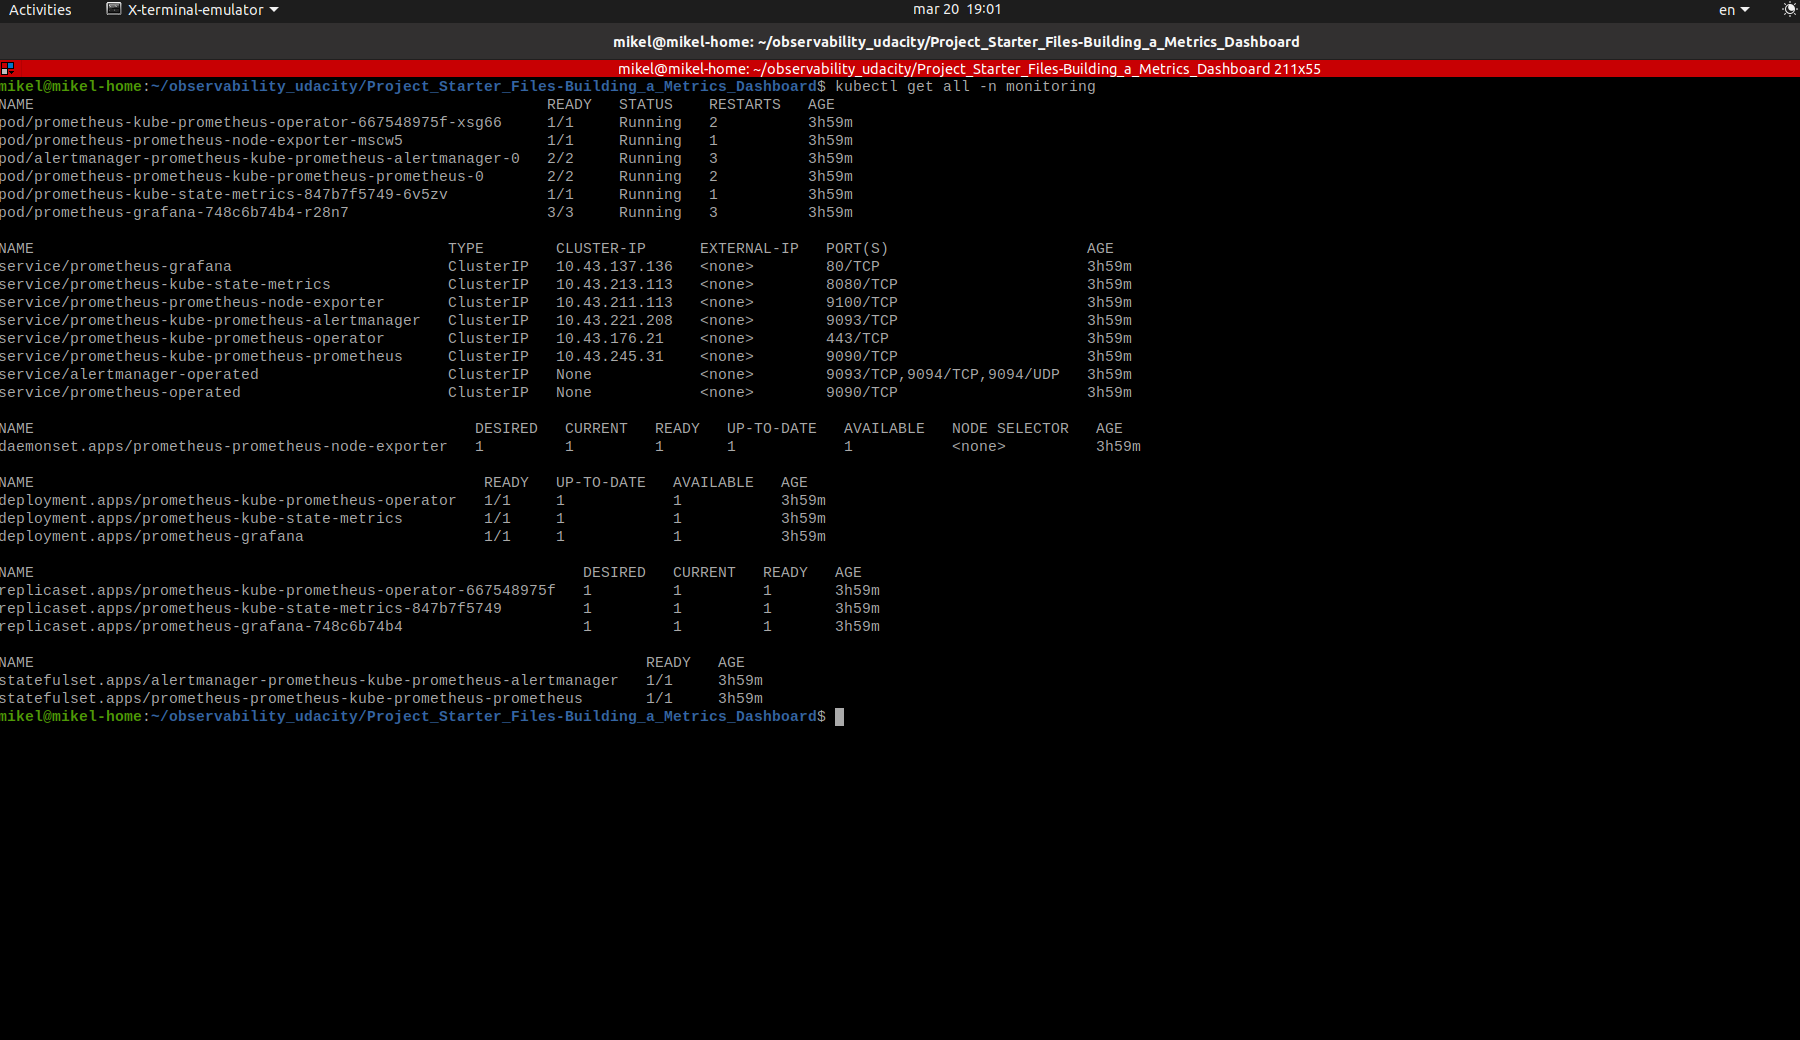 Activities X-terminal-emulator mar 20 19:01 en
mikel@mikel-home: ~/observability_udacity/Project_Starter_Files-Building_a_Metrics_Dashboard
mikel@mikel-home: ~/observability_udacity/Project_Starter_Files-Building_a_Metrics_Dashboard 211x55
mikel@mikel-home:~/observability_udacity/Project_Starter_Files-Building_a_Metrics_Dashboard$ kubectl get all -n monitoring
NAME READY STATUS RESTARTS AGE
pod/prometheus-kube-prometheus-operator-667548975f-xsg66 1/1 Running 2 3h59m
pod/prometheus-prometheus-node-exporter-mscw5 1/1 Running 1 3h59m
pod/alertmanager-prometheus-kube-prometheus-alertmanager-0 2/2 Running 3 3h59m
pod/prometheus-prometheus-kube-prometheus-prometheus-0 2/2 Running 2 3h59m
pod/prometheus-kube-state-metrics-847b7f5749-6v5zv 1/1 Running 1 3h59m
pod/prometheus-grafana-748c6b74b4-r28n7 3/3 Running 3 3h59m
NAME TYPE CLUSTER-IP EXTERNAL-IP PORT(S) AGE
service/prometheus-grafana ClusterIP 10.43.137.136 <none> 80/TCP 3h59m
service/prometheus-kube-state-metrics ClusterIP 10.43.213.113 <none> 8080/TCP 3h59m
service/prometheus-prometheus-node-exporter ClusterIP 10.43.211.113 <none> 9100/TCP 3h59m
service/prometheus-kube-prometheus-alertmanager ClusterIP 10.43.221.208 <none> 9093/TCP 3h59m
service/prometheus-kube-prometheus-operator ClusterIP 10.43.176.21 <none> 443/TCP 3h59m
service/prometheus-kube-prometheus-prometheus ClusterIP 10.43.245.31 <none> 9090/TCP 3h59m
service/alertmanager-operated ClusterIP None <none> 9093/TCP,9094/TCP,9094/UDP 3h59m
service/prometheus-operated ClusterIP None <none> 9090/TCP 3h59m
NAME DESIRED CURRENT READY UP-TO-DATE AVAILABLE NODE SELECTOR AGE
daemonset.apps/prometheus-prometheus-node-exporter 1 1 1 1 1 <none> 3h59m
NAME READY UP-TO-DATE AVAILABLE AGE
deployment.apps/prometheus-kube-prometheus-operator 1/1 1 1 3h59m
deployment.apps/prometheus-kube-state-metrics 1/1 1 1 3h59m
deployment.apps/prometheus-grafana 1/1 1 1 3h59m
NAME DESIRED CURRENT READY AGE
replicaset.apps/prometheus-kube-prometheus-operator-667548975f 1 1 1 3h59m
replicaset.apps/prometheus-kube-state-metrics-847b7f5749 1 1 1 3h59m
replicaset.apps/prometheus-grafana-748c6b74b4 1 1 1 3h59m
NAME READY AGE
statefulset.apps/alertmanager-prometheus-kube-prometheus-alertmanager 1/1 3h59m
statefulset.apps/prometheus-prometheus-kube-prometheus-prometheus 1/1 3h59m
mikel@mikel-home:~/observability_udacity/Project_Starter_Files-Building_a_Metrics_Dashboard$